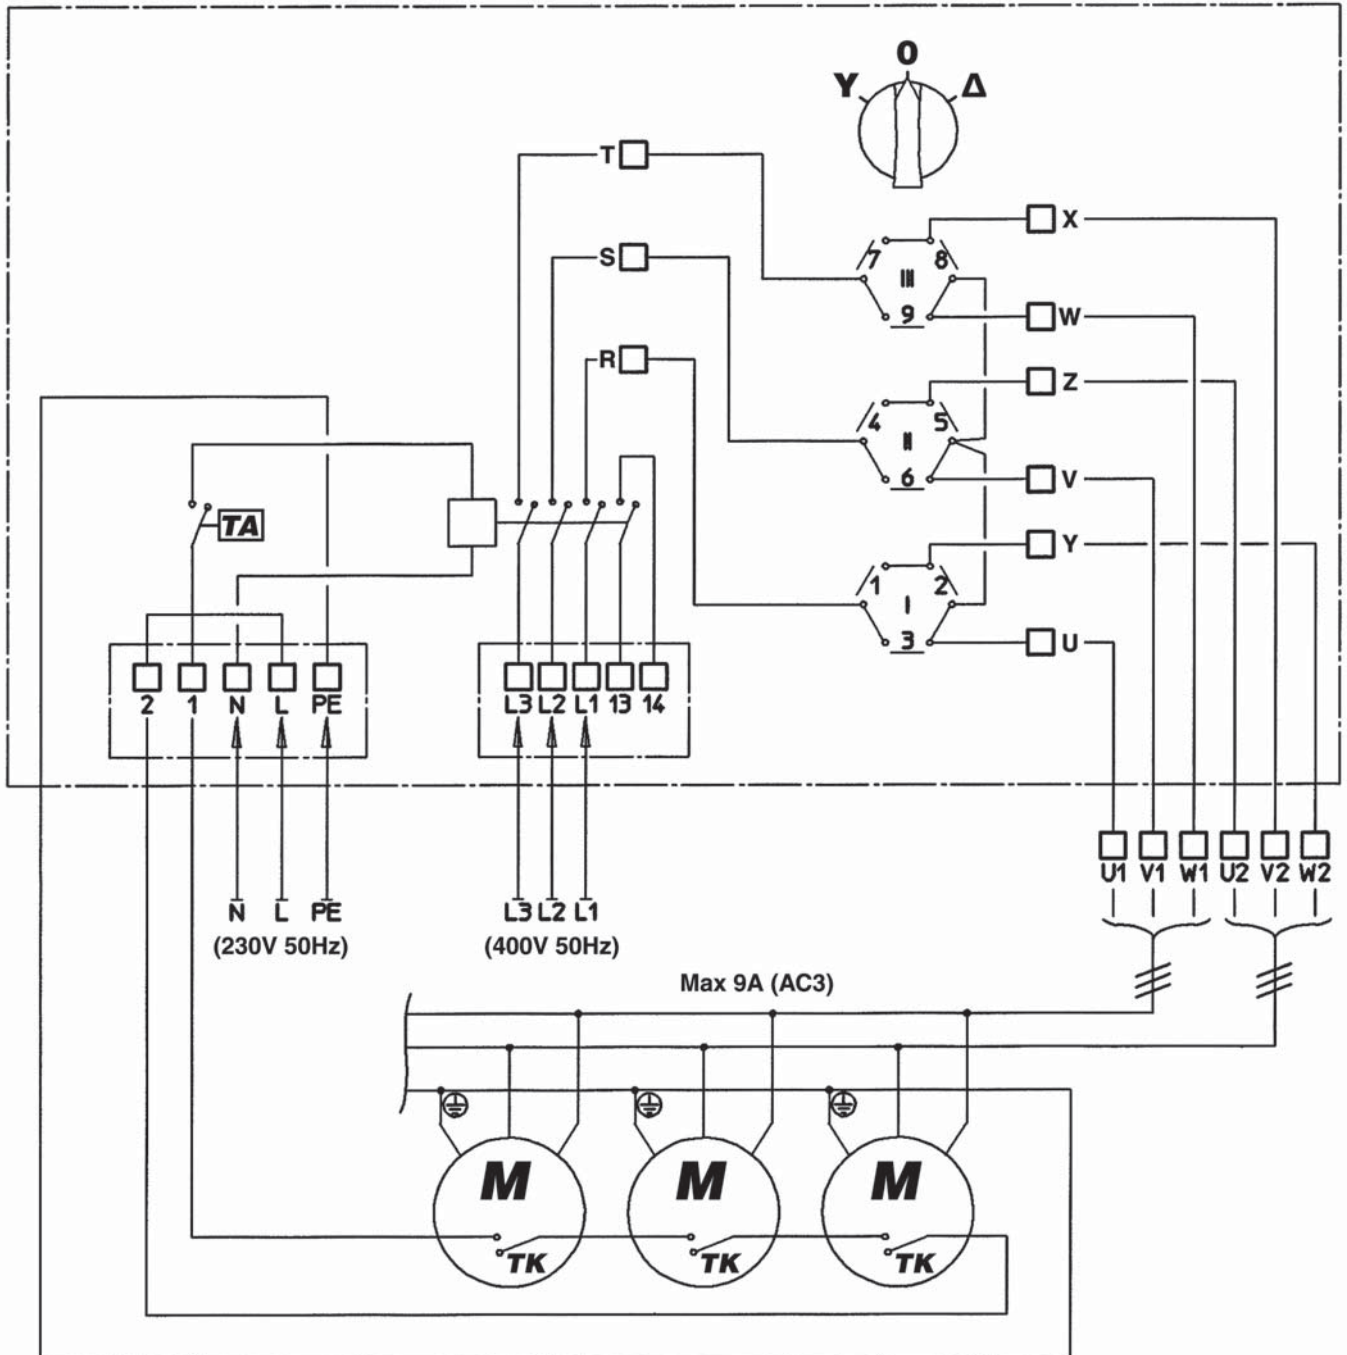 0
Y Δ
T
X
S
7 8
III
9
W
R
Z
4 5
II
6
V
TA
Y
1 2
I
3
U
2 1 N L PE
L3 L2 L1 13 14
U1 V1 W1 U2 V2 W2
N L PE
L3 L2 L1
(230V 50Hz)
(400V 50Hz)
Max 9A (AC3)
M M M
TK TK TK